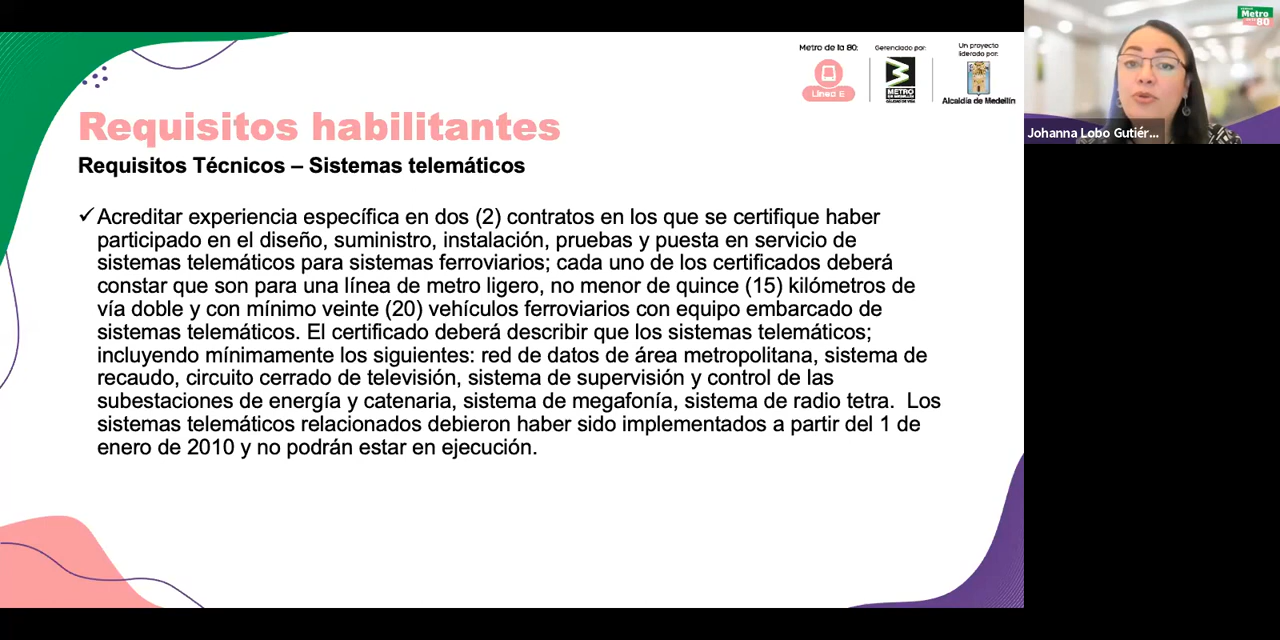 Metro de la 80:
Línea E
Gerenciado por:
METRO
DE MEDELLÍN
CALIDAD DE VIDA
Un proyecto
liderado por:
Alcaldía de Medellín
Metro
80
Johanna Lobo Gutiér...
Requisitos habilitantes
Requisitos Técnicos – Sistemas telemáticos
✓ Acreditar experiencia específica en dos (2) contratos en los que se certifique haber
participado en el diseño, suministro, instalación, pruebas y puesta en servicio de
sistemas telemáticos para sistemas ferroviarios; cada uno de los certificados deberá
constar que son para una línea de metro ligero, no menor de quince (15) kilómetros de
vía doble y con mínimo veinte (20) vehículos ferroviarios con equipo embarcado de
sistemas telemáticos. El certificado deberá describir que los sistemas telemáticos;
incluyendo mínimamente los siguientes: red de datos de área metropolitana, sistema de
recaudo, circuito cerrado de televisión, sistema de supervisión y control de las
subestaciones de energía y catenaria, sistema de megafonía, sistema de radio tetra. Los
sistemas telemáticos relacionados debieron haber sido implementados a partir del 1 de
enero de 2010 y no podrán estar en ejecución.